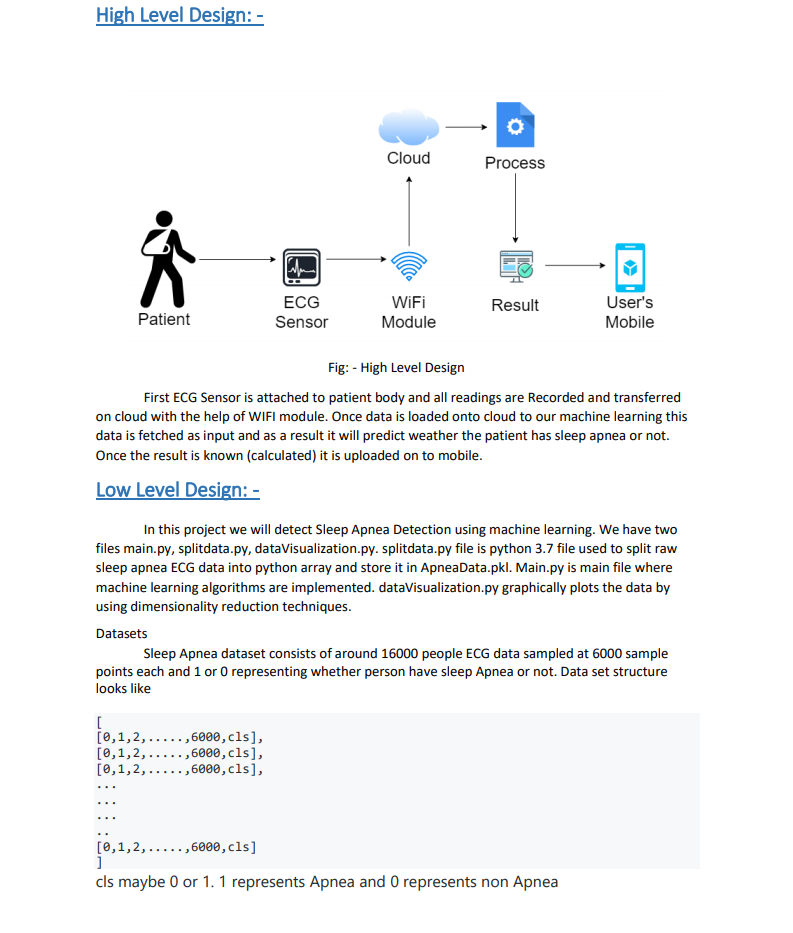 High Level Design: -
Cloud
Process
Patient
ECG
Sensor
WiFi
Module
Result
User's
Mobile
Fig: - High Level Design
First ECG Sensor is attached to patient body and all readings are Recorded and transferred
on cloud with the help of WIFI module. Once data is loaded onto cloud to our machine learning this
data is fetched as input and as a result it will predict weather the patient has sleep apnea or not.
Once the result is known (calculated) it is uploaded on to mobile.
Low Level Design: -
In this project we will detect Sleep Apnea Detection using machine learning. We have two
files main.py, splitdata.py, dataVisualization.py. splitdata.py file is python 3.7 file used to split raw
sleep apnea ECG data into python array and store it in ApneaData.pkl. Main.py is main file where
machine learning algorithms are implemented. dataVisualization.py graphically plots the data by
using dimensionality reduction techniques.
Datasets
Sleep Apnea dataset consists of around 16000 people ECG data sampled at 6000 sample
points each and 1 or 0 representing whether person have sleep Apnea or not. Data set structure
looks like
[
[0,1,2,.....,6000,cls],
[0,1,2,.....,6000,cls],
[0,1,2,.....,6000,cls],
...
...
...
..
[0,1,2,.....,6000,cls]
]
cls maybe 0 or 1. 1 represents Apnea and 0 represents non Apnea